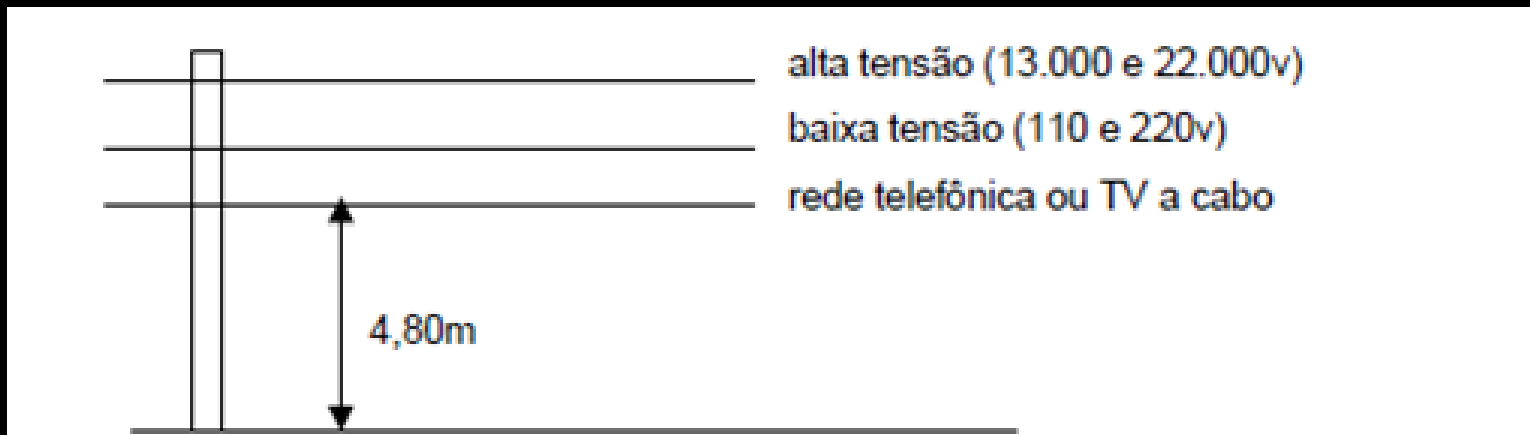 alta tensão (13.000 e 22.000v)
baixa tensão (110 e 220v)
rede telefônica ou TV a cabo
4,80m